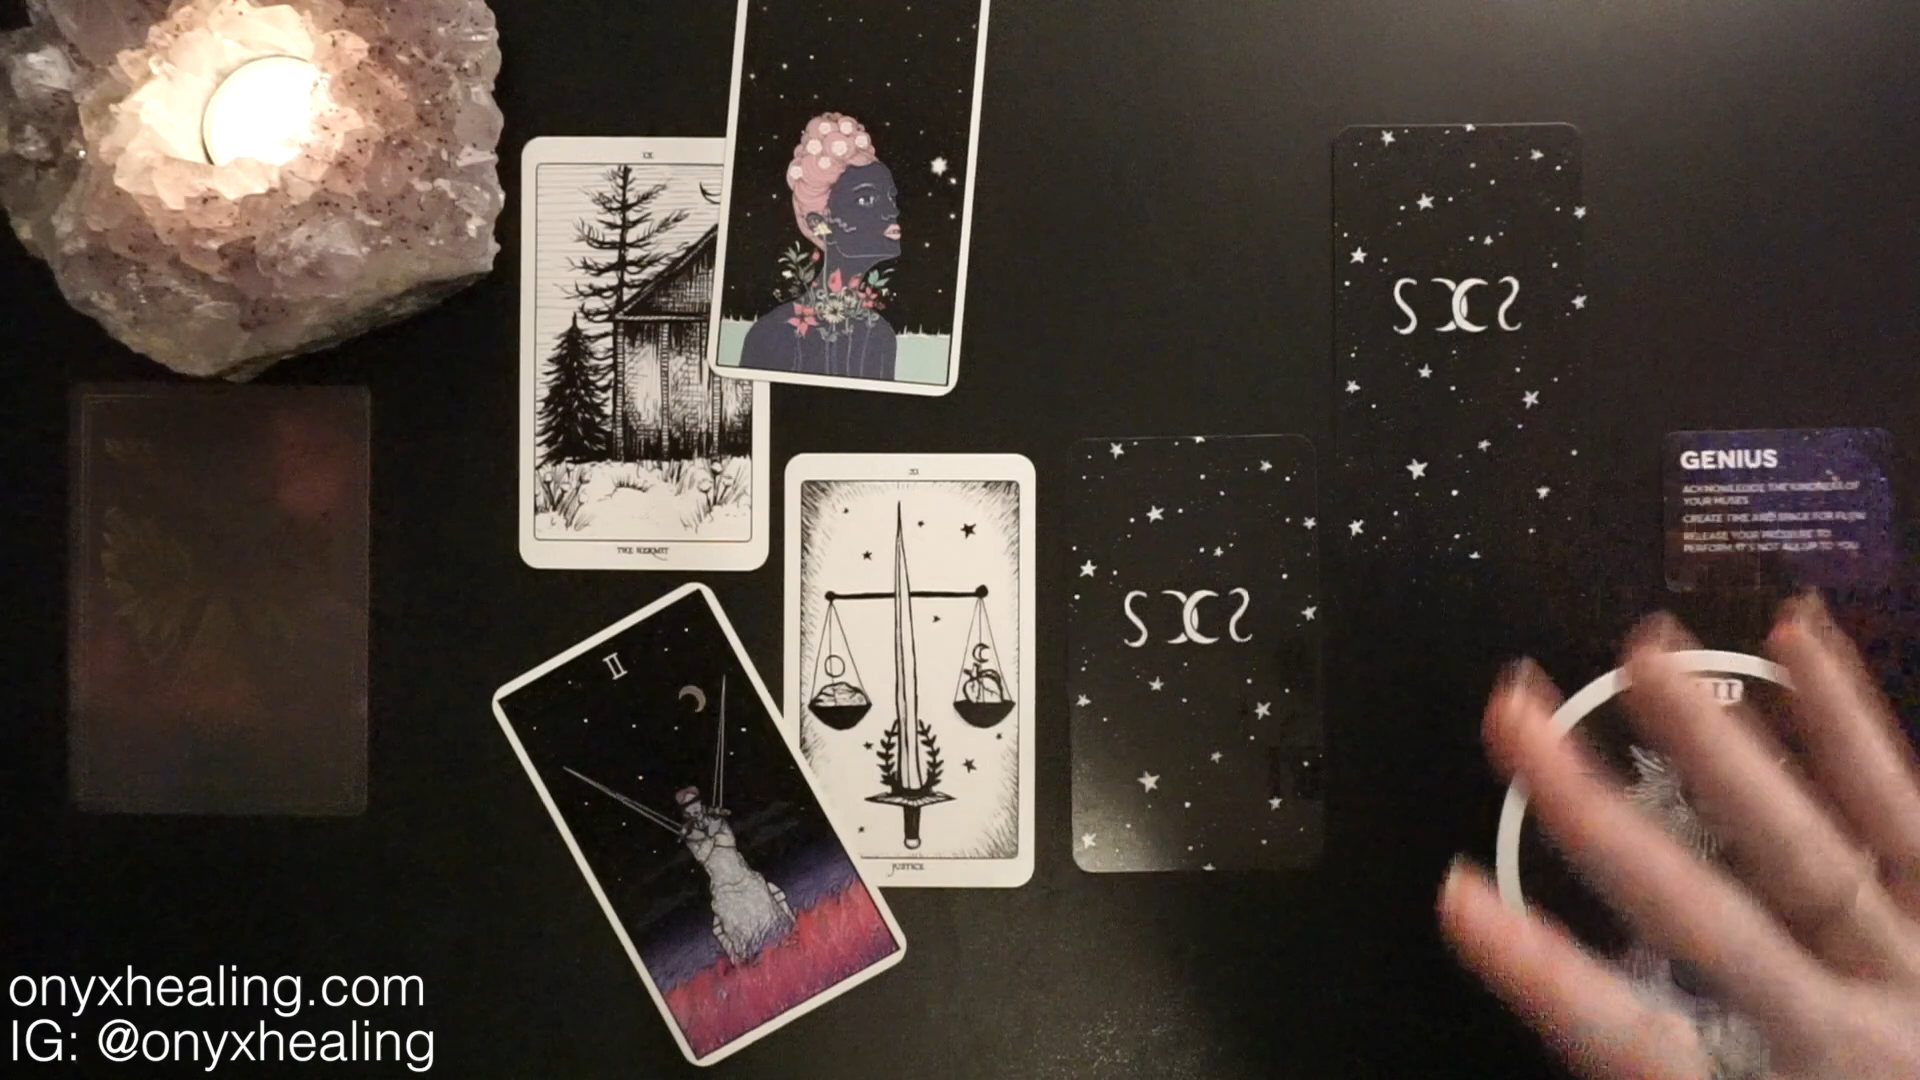 IX
THE HERMIT
II
JUSTICE
GENIUS
ACKNOWLEDGE THE KINDNESS OF
YOUR MUSES
CREATE TIME AND SPACE FOR FLOW
RELEASE YOUR PRESSURE TO
PERFORM. IT'S NOT ALL UP TO YOU
onyxhealing.com
IG: @onyxhealing